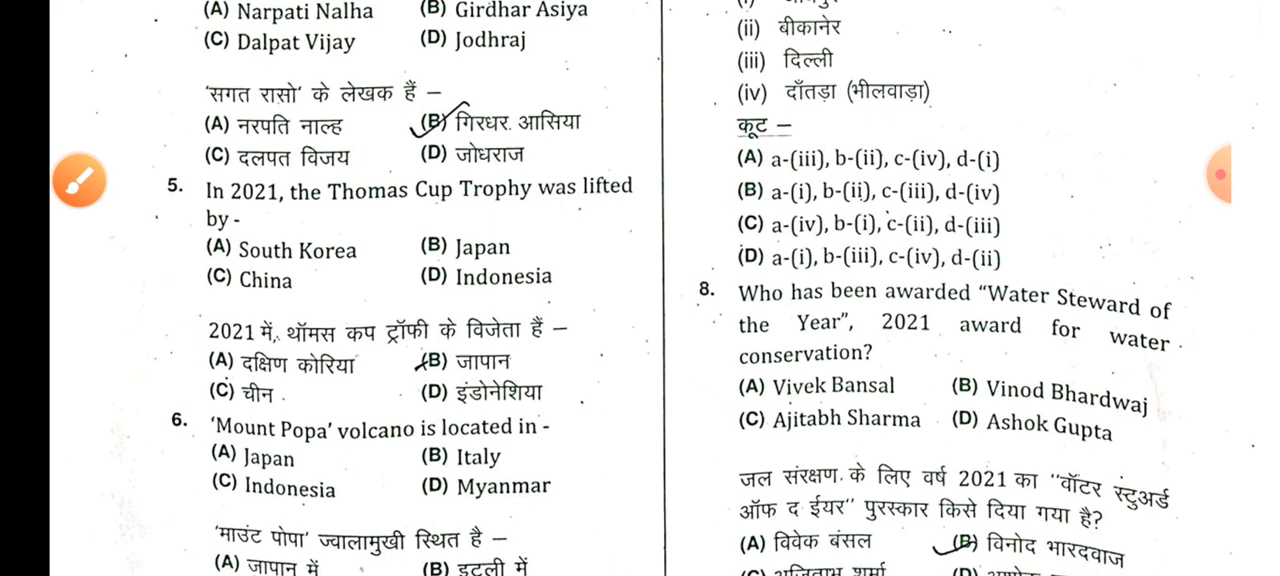 (A) Narpati Nalha (B) Girdhar Asiya
(C) Dalpat Vijay (D) Jodhraj
'सगत रासो' के लेखक हैं –
(A) नरपति नाल्ह (B) गिरधर. आसिया
(C) दलपत विजय (D) जोधराज
5. In 2021, the Thomas Cup Trophy was lifted
by -
(A) South Korea (B) Japan
(C) China (D) Indonesia
2021 में, थॉमस कप ट्रॉफी के विजेता हैं –
(A) दक्षिण कोरिया (B) जापान
(C) चीन (D) इंडोनेशिया
6. 'Mount Popa' volcano is located in -
(A) Japan (B) Italy
(C) Indonesia (D) Myanmar
'माउंट पोपा' ज्वालामुखी स्थित है –
(A) जापान में (B) इटली में
(ii) बीकानेर
(iii) दिल्ली
(iv) दाँतड़ा (भीलवाड़ा)
कूट –
(A) a-(iii), b-(ii), c-(iv), d-(i)
(B) a-(i), b-(ii), c-(iii), d-(iv)
(C) a-(iv), b-(i), c-(ii), d-(iii)
(D) a-(i), b-(iii), c-(iv), d-(ii)
8. Who has been awarded "Water Steward of
the Year", 2021 award for water
conservation?
(A) Vivek Bansal (B) Vinod Bhardwaj
(C) Ajitabh Sharma (D) Ashok Gupta
जल संरक्षण के लिए वर्ष 2021 का "वॉटर स्टुअर्ड
ऑफ द ईयर" पुरस्कार किसे दिया गया है?
(A) विवेक बंसल (B) विनोद भारदवाज